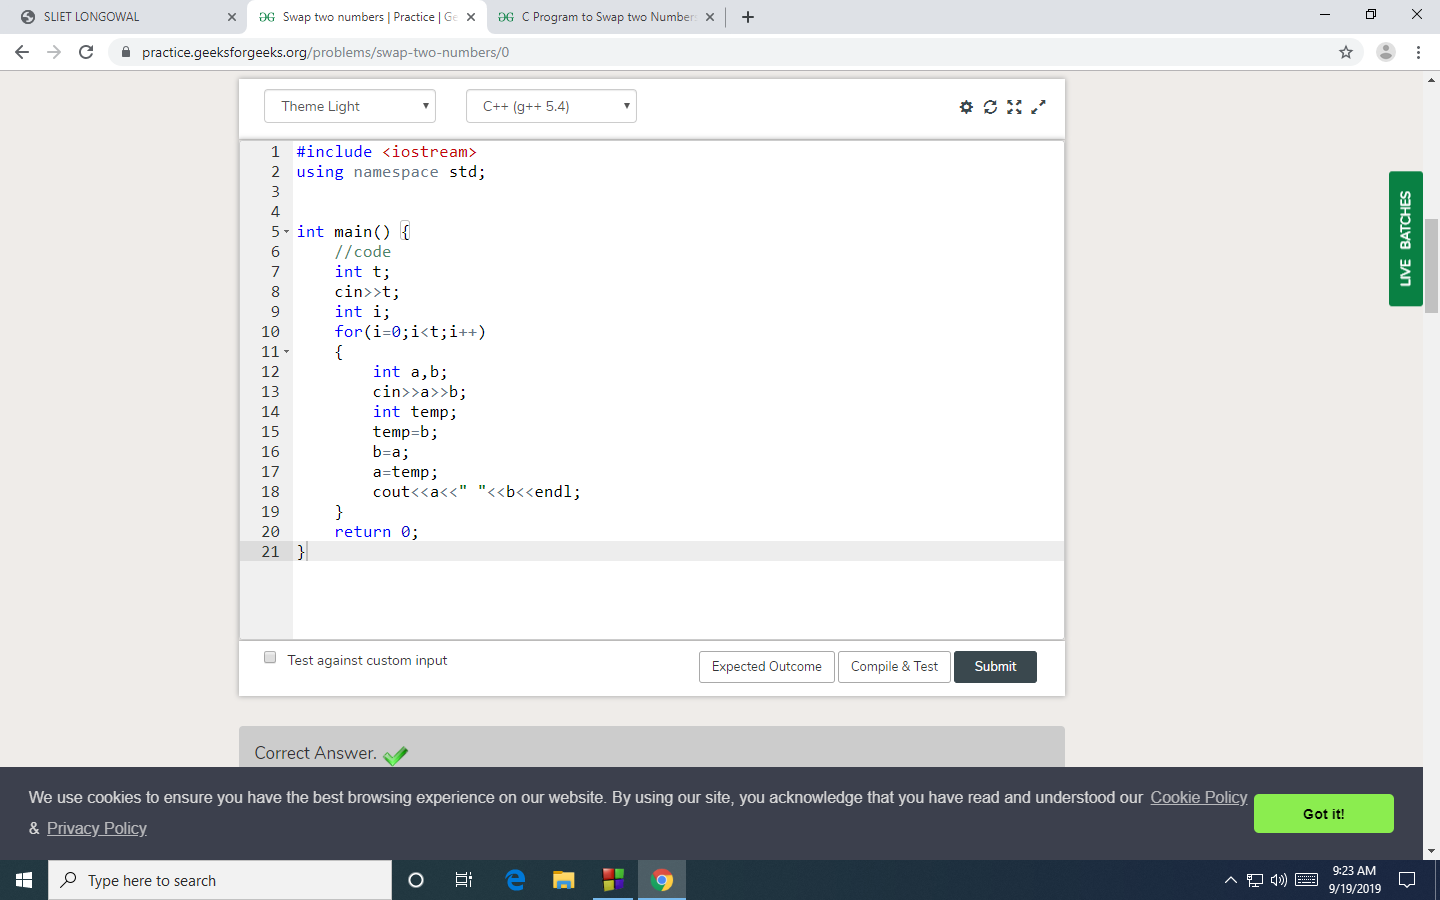 SLIET LONGOWAL
Swap two numbers | Practice | Ge
C Program to Swap two Number
practice.geeksforgeeks.org/problems/swap-two-numbers/0
Theme Light
C++ (g++ 5.4)
1 #include <iostream>
2 using namespace std;
3
4
5 int main() {
6 //code
7 int t;
8 cin>>t;
9 int i;
10 for(i=0;i<t;i++)
11 {
12 int a,b;
13 cin>>a>>b;
14 int temp;
15 temp=b;
16 b=a;
17 a=temp;
18 cout<<a<<" "<<b<<endl;
19 }
20 return 0;
21 }
LIVE BATCHES
Test against custom input
Expected Outcome
Compile & Test
Submit
Correct Answer.
We use cookies to ensure you have the best browsing experience on our website. By using our site, you acknowledge that you have read and understood our Cookie Policy
& Privacy Policy
Got it!
Type here to search
9:23 AM
9/19/2019